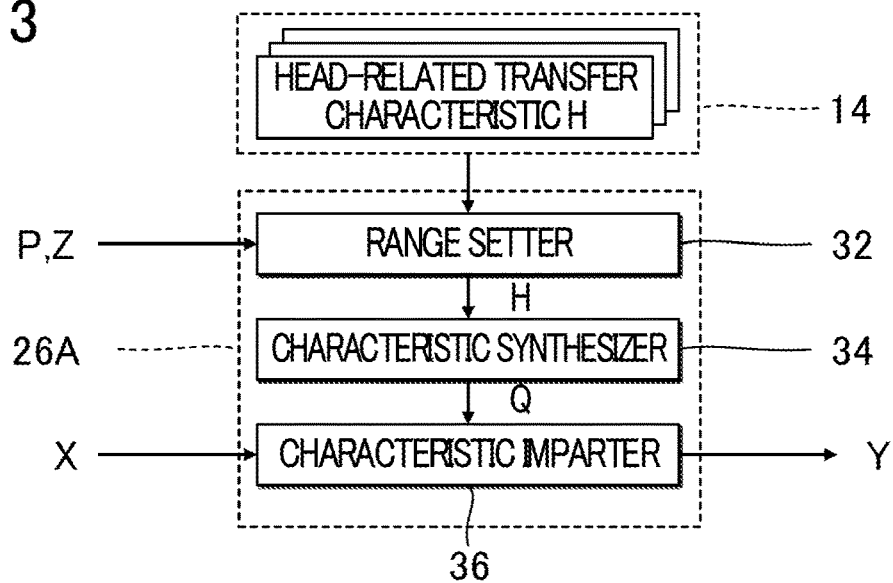 3
HEAD-RELATED TRANSFER
CHARACTERISTIC H
14
P,Z
RANGE SETTER
32
H
26A
CHARACTERISTIC SYNTHESIZER
34
Q
X
CHARACTERISTIC IMPARTER
Y
36